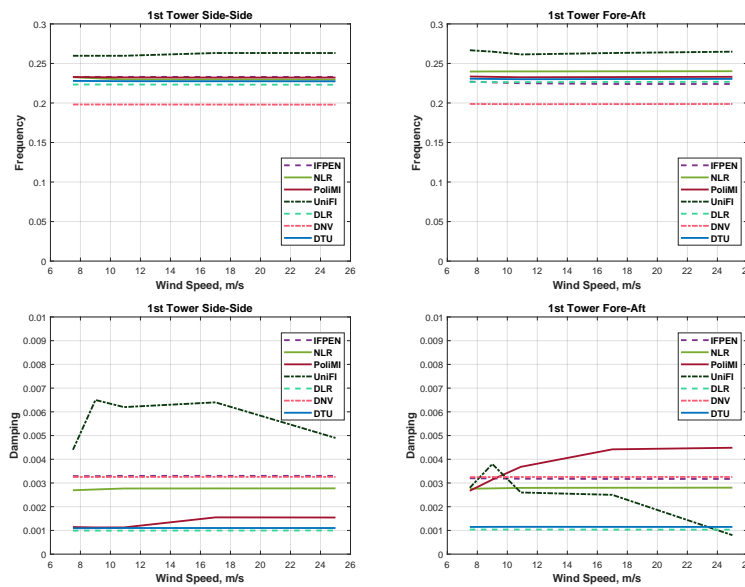 1st Tower Side-Side
0.3
0.25
0.2
0.15
0.1
0.05
0
Frequency
IFPEN
NLR
PoliMI
UniFI
DLR
DNV
DTU
6 8 10 12 14 16 18 20 22 24 26
Wind Speed, m/s
1st Tower Fore-Aft
0.3
0.25
0.2
0.15
0.1
0.05
0
Frequency
IFPEN
NLR
PoliMI
UniFI
DLR
DNV
DTU
6 8 10 12 14 16 18 20 22 24 26
Wind Speed, m/s
1st Tower Side-Side
0.01
0.009
0.008
0.007
0.006
0.005
0.004
0.003
0.002
0.001
0
Damping
IFPEN
NLR
PoliMI
UniFI
DLR
DNV
DTU
6 8 10 12 14 16 18 20 22 24 26
Wind Speed, m/s
1st Tower Fore-Aft
0.01
0.009
0.008
0.007
0.006
0.005
0.004
0.003
0.002
0.001
0
Damping
IFPEN
NLR
PoliMI
UniFI
DLR
DNV
DTU
6 8 10 12 14 16 18 20 22 24 26
Wind Speed, m/s